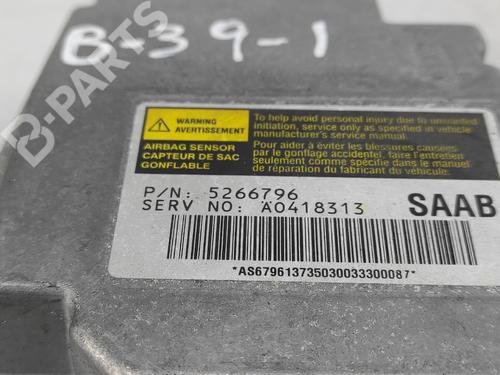 B-39-1
B-PARTS
WARNING
AVERTISSEMENT
AIRBAG SENSOR
CAPTEUR DE SAC
GONFLABLE
To help avoid personal injury due to unwanted
initiation, service only as specified in vehicle
manufacturer's service manual.
Pour aider à éviter les blessures causées
par le gonflage accidentel, faire l'entretien
seulement comme spécifié dans le manuel
de réparation du fabricant du véhicule.
P/N: 5266796
SERV NO: A0418313
SAAB
*AS679613735030033300087*